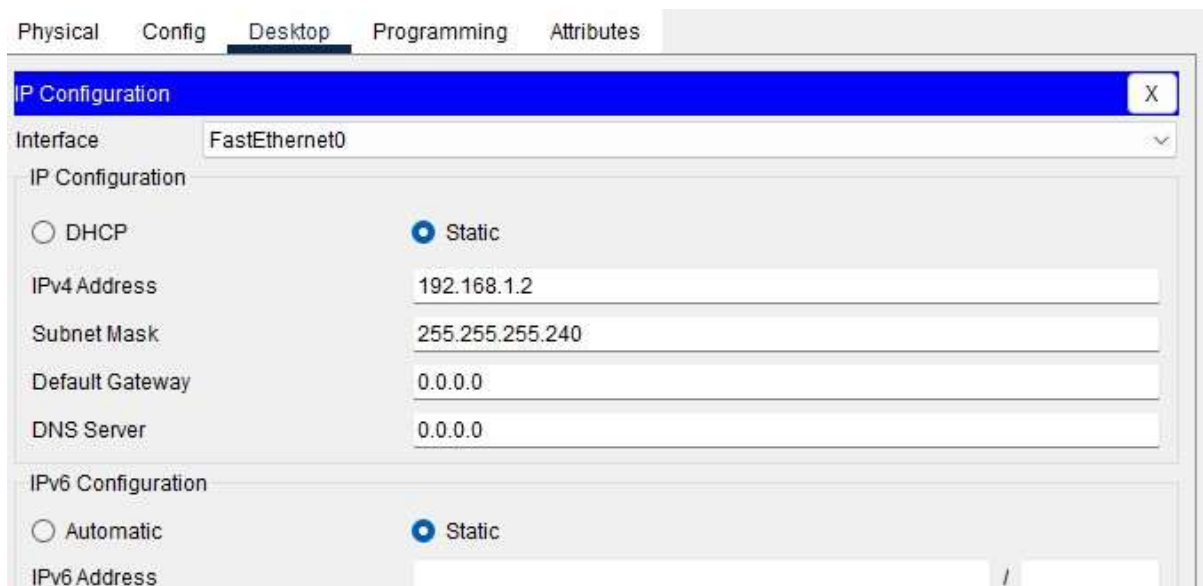 Physical Config Desktop Programming Attributes
IP Configuration X
Interface FastEthernet0
IP Configuration
DHCP Static
IPv4 Address 192.168.1.2
Subnet Mask 255.255.255.240
Default Gateway 0.0.0.0
DNS Server 0.0.0.0
IPv6 Configuration
Automatic Static
IPv6 Address /